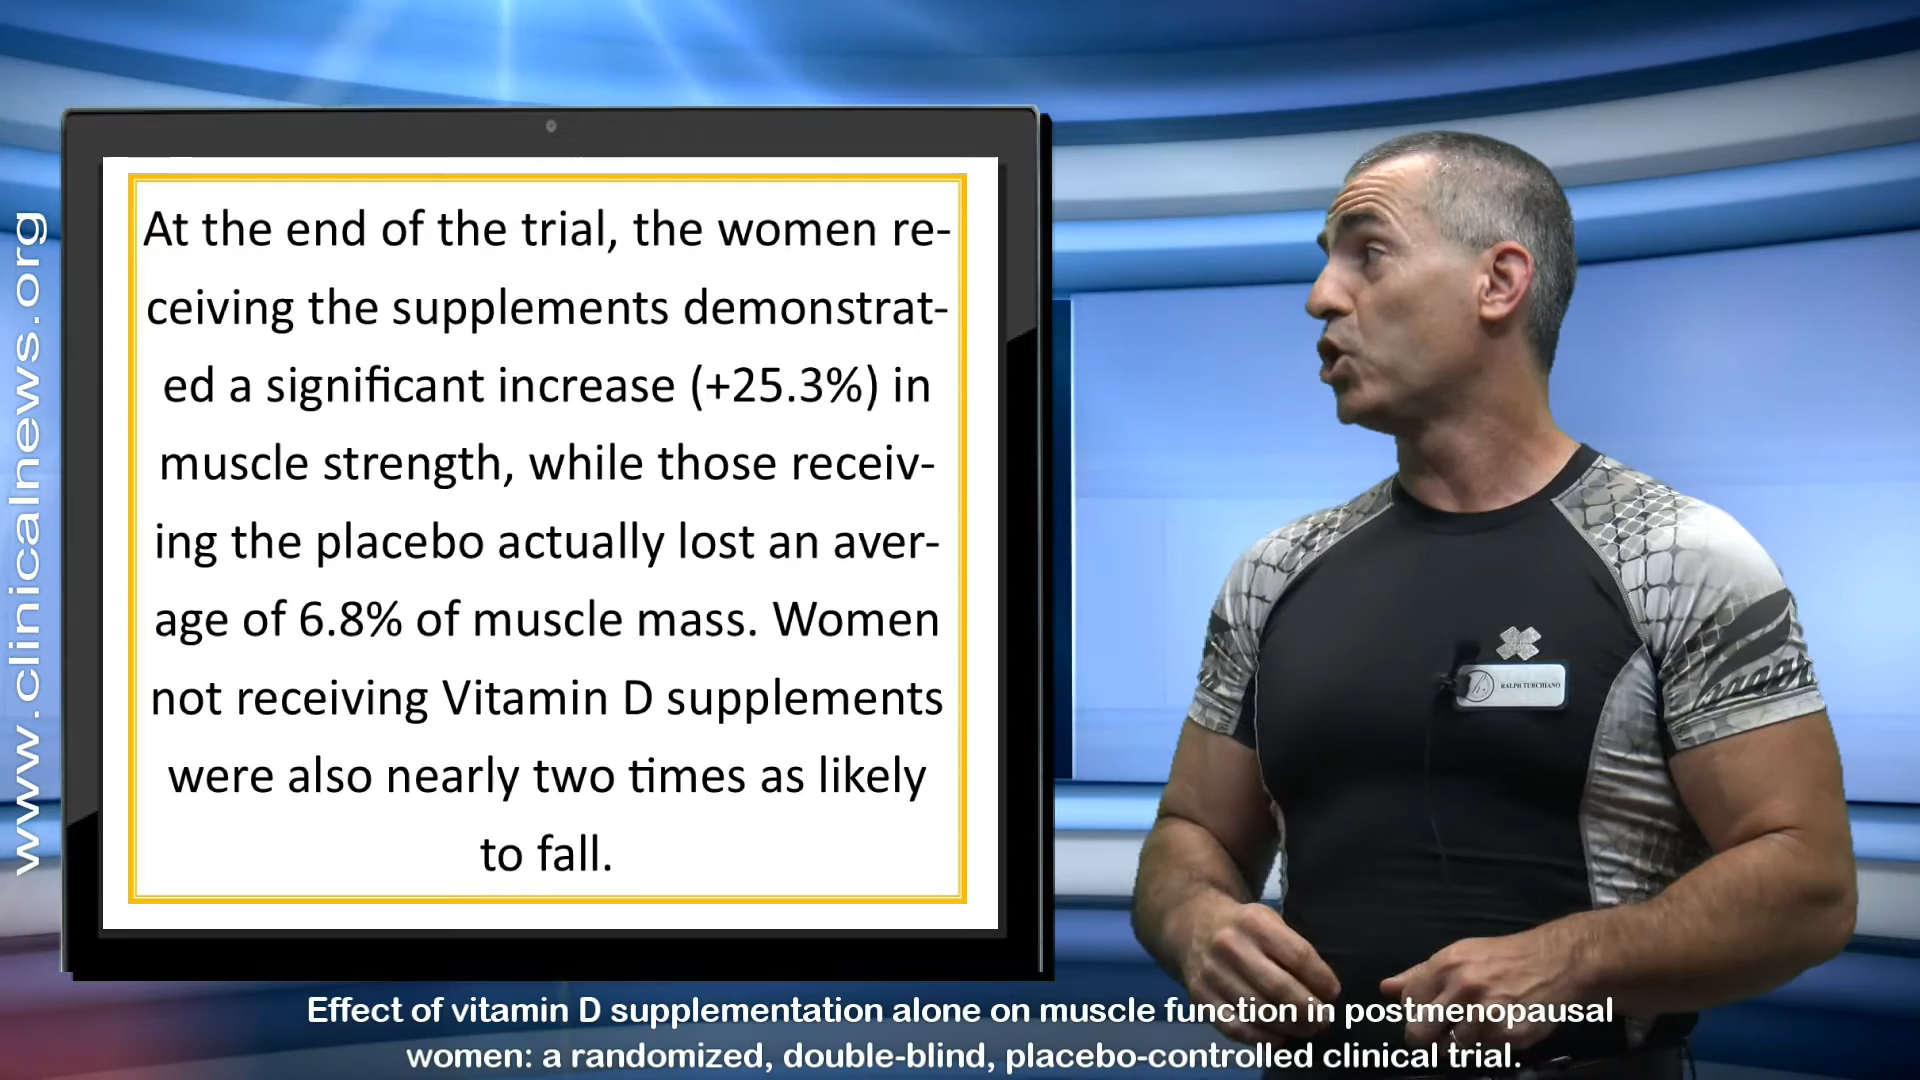 www.clinicalnews.org
At the end of the trial, the women re-
ceiving the supplements demonstrat-
ed a significant increase (+25.3%) in
muscle strength, while those receiv-
ing the placebo actually lost an aver-
age of 6.8% of muscle mass. Women
not receiving Vitamin D supplements
were also nearly two times as likely
to fall.
RALPH TURCHIANO
Effect of vitamin D supplementation alone on muscle function in postmenopausal
women: a randomized, double-blind, placebo-controlled clinical trial.